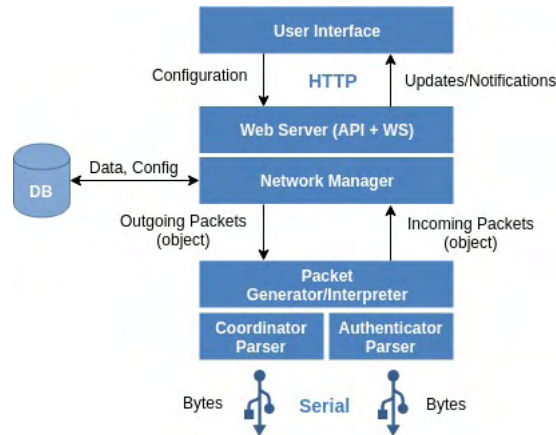 User Interface
Configuration
HTTP
Updates/Notifications
Web Server (API + WS)
Data, Config
DB
Network Manager
Outgoing Packets
(object)
Incoming Packets
(object)
Packet
Generator/Interpreter
Coordinator
Parser
Authenticator
Parser
Bytes
Serial
Bytes